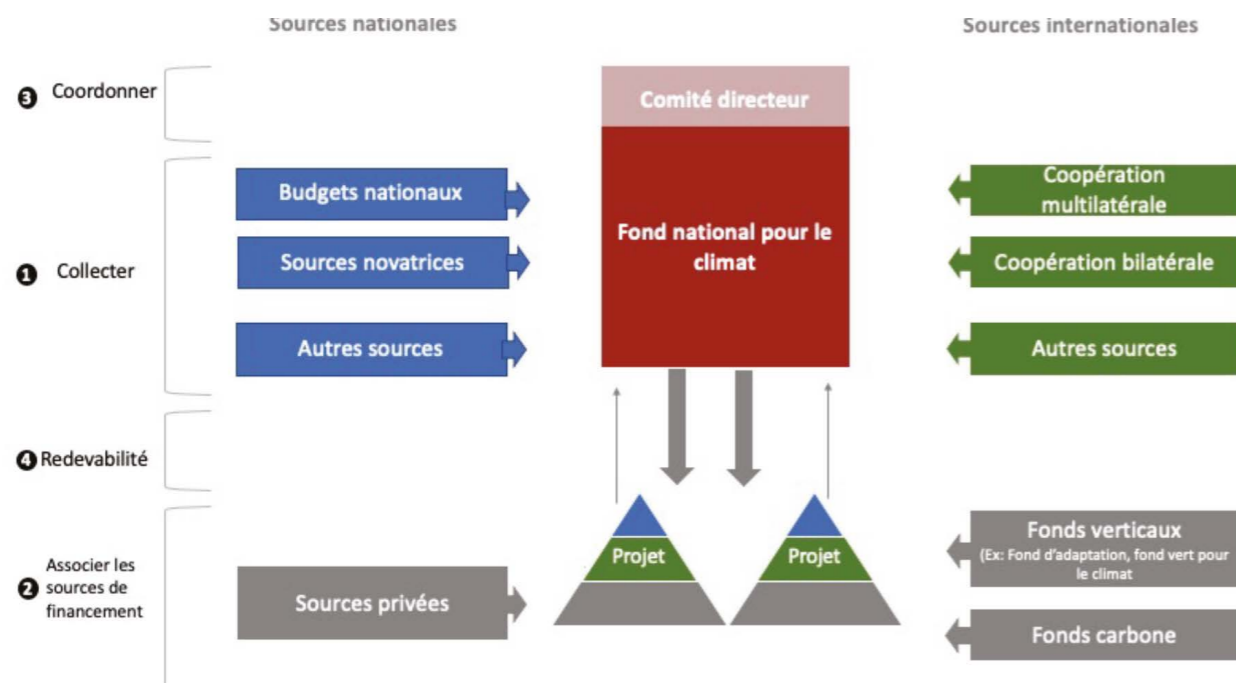 Sources nationales
Sources internationales
❸ Coordonner
Comité directeur
Budgets nationaux
Coopération
multilatérale
Fond national pour le
climat
❶ Collecter
Sources novatrices
Coopération bilatérale
Autres sources
Autres sources
❹ Redevabilité
Fonds verticaux
(Ex: Fond d'adaptation, fond vert pour
le climat
Projet
Projet
❷ Associer les
sources de
financement
Sources privées
Fonds carbone